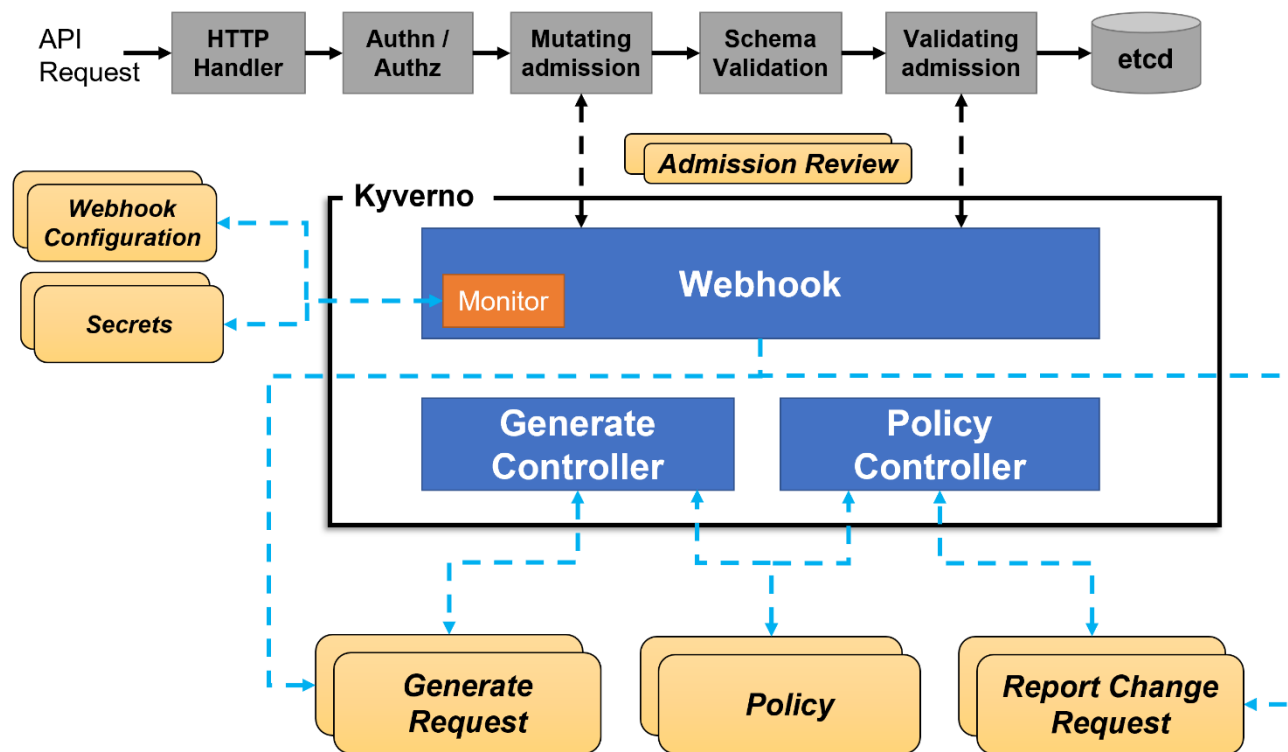 API
Request
HTTP
Handler
Authn /
Authz
Mutating
admission
Schema
Validation
Validating
admission
etcd
Admission Review
Kyverno
Webhook
Configuration
Secrets
Webhook
Monitor
Generate
Controller
Policy
Controller
Generate
Request
Policy
Report Change
Request